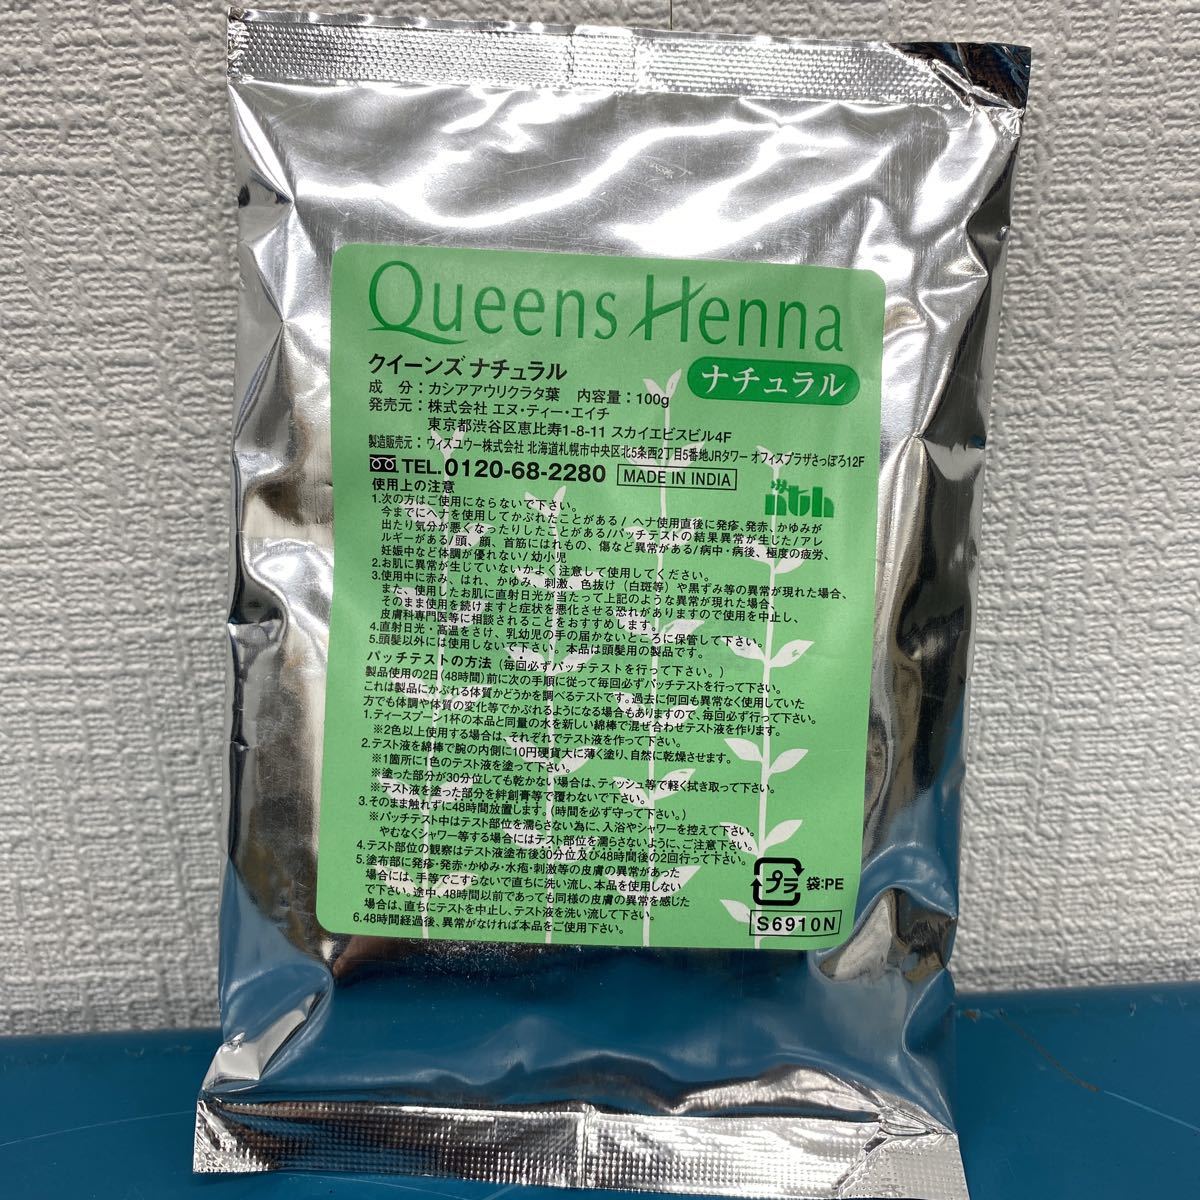 Queens Henna
クイーンズ ナチュラル
ナチュラル
成 分：カシアアウリクラタ葉 内容量：100g
発売元：株式会社 エヌ・ティー・エイチ
東京都渋谷区恵比寿1-8-11 スカイエビスビル4F
製造販売元：ウィズユウー株式会社 北海道札幌市中央区北5条西2丁目5番地JRタワー オフィスプラザさっぽろ12F
TEL.0120-68-2280 MADE IN INDIA
nth
使用上の注意
1.次の方はご使用にならないで下さい。
今までにヘナを使用してかぶれたことがある/ ヘナ使用直後に発疹、発赤、かゆみが
出たり気分が悪くなったりしたことがある/パッチテストの結果異常が生じた/アレ
ルギーがある/頭、顔、首筋にはれもの、傷など異常がある/病中・病後、極度の疲労、
妊娠中など体調が優れない/ 幼小児
2.お肌に異常が生じていないかよく注意して使用してください。
3.使用中に赤み、はれ、かゆみ、刺激、色抜け（白斑等）や黒ずみ等の異常が現れた場合、
また、使用したお肌に直射日光が当たって上記のような異常が現れた場合、
そのまま使用を続けますと症状を悪化させる恐れがありますので使用を中止し、
皮膚科専門医等に相談されることをおすすめします。
4.直射日光・高温をさけ、乳幼児の手の届かないところに保管して下さい。
5.頭髪以外には使用しないで下さい。本品は頭髪用の製品です。
パッチテストの方法（毎回必ずパッチテストを行って下さい。）
製品使用の2日（48時間）前に次の手順に従って毎回必ずパッチテストを行って下さい。
これは製品にかぶれる体質かどうかを調べるテストです。過去に何回も異常なく使用していた
方でも体調や体質の変化等でかぶれるようになる場合もありますので、毎回必ず行って下さい。
1.ティースプーン1杯の本品と同量の水を新しい綿棒で混ぜ合わせテスト液を作ります。
※2色以上使用する場合は、それぞれでテスト液を作って下さい。
2.テスト液を綿棒で腕の内側に10円硬貨大に薄く塗り、自然に乾燥させます。
※1箇所に1色のテスト液を塗って下さい。
※塗った部分が30分位しても乾かない場合は、ティッシュ等で軽く拭き取って下さい。
※テスト液を塗った部分を絆創膏等で覆わないで下さい。
3.そのまま触れずに48時間放置します。（時間を必ず守って下さい。）
※パッチテスト中はテスト部位を濡らさない為に、入浴やシャワーを控えて下さい。
やむなくシャワー等する場合にはテスト部位を濡らさないように、ご注意下さい。
4.テスト部位の観察はテスト液塗布後30分位及び48時間後の2回行って下さい。
5.塗布部に発疹・発赤・かゆみ・水疱・刺激等の皮膚の異常があった
場合には、手等でこすらないで直ちに洗い流し、本品を使用しない
で下さい。途中、48時間以前であっても同様の皮膚の異常を感じた
場合は、直ちにテストを中止し、テスト液を洗い流して下さい。
6.48時間経過後、異常がなければ本品をご使用下さい。
プラ 袋:PE
S6910N